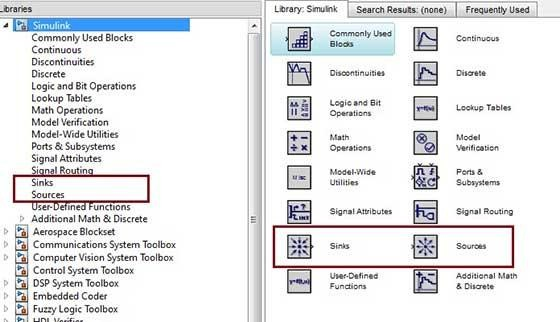 Libraries
Library: Simulink
Search Results: (none)
Frequently Used
Simulink
Commonly Used Blocks
Continuous
Discontinuities
Discrete
Logic and Bit Operations
Lookup Tables
Math Operations
Model Verification
Model-Wide Utilities
Ports & Subsystems
Signal Attributes
Signal Routing
Sinks
Sources
User-Defined Functions
Additional Math & Discrete
Aerospace Blockset
Communications System Toolbox
Computer Vision System Toolbox
Control System Toolbox
DSP System Toolbox
Embedded Coder
Fuzzy Logic Toolbox
HDL Verifier
Commonly Used
Blocks
Continuous
Discontinuities
Discrete
Logic and Bit
Operations
Lookup Tables
Math
Operations
Model
Verification
Model-Wide
Utilities
Ports &
Subsystems
Signal Attributes
Signal Routing
Sinks
Sources
User-Defined
Functions
Additional Math
& Discrete